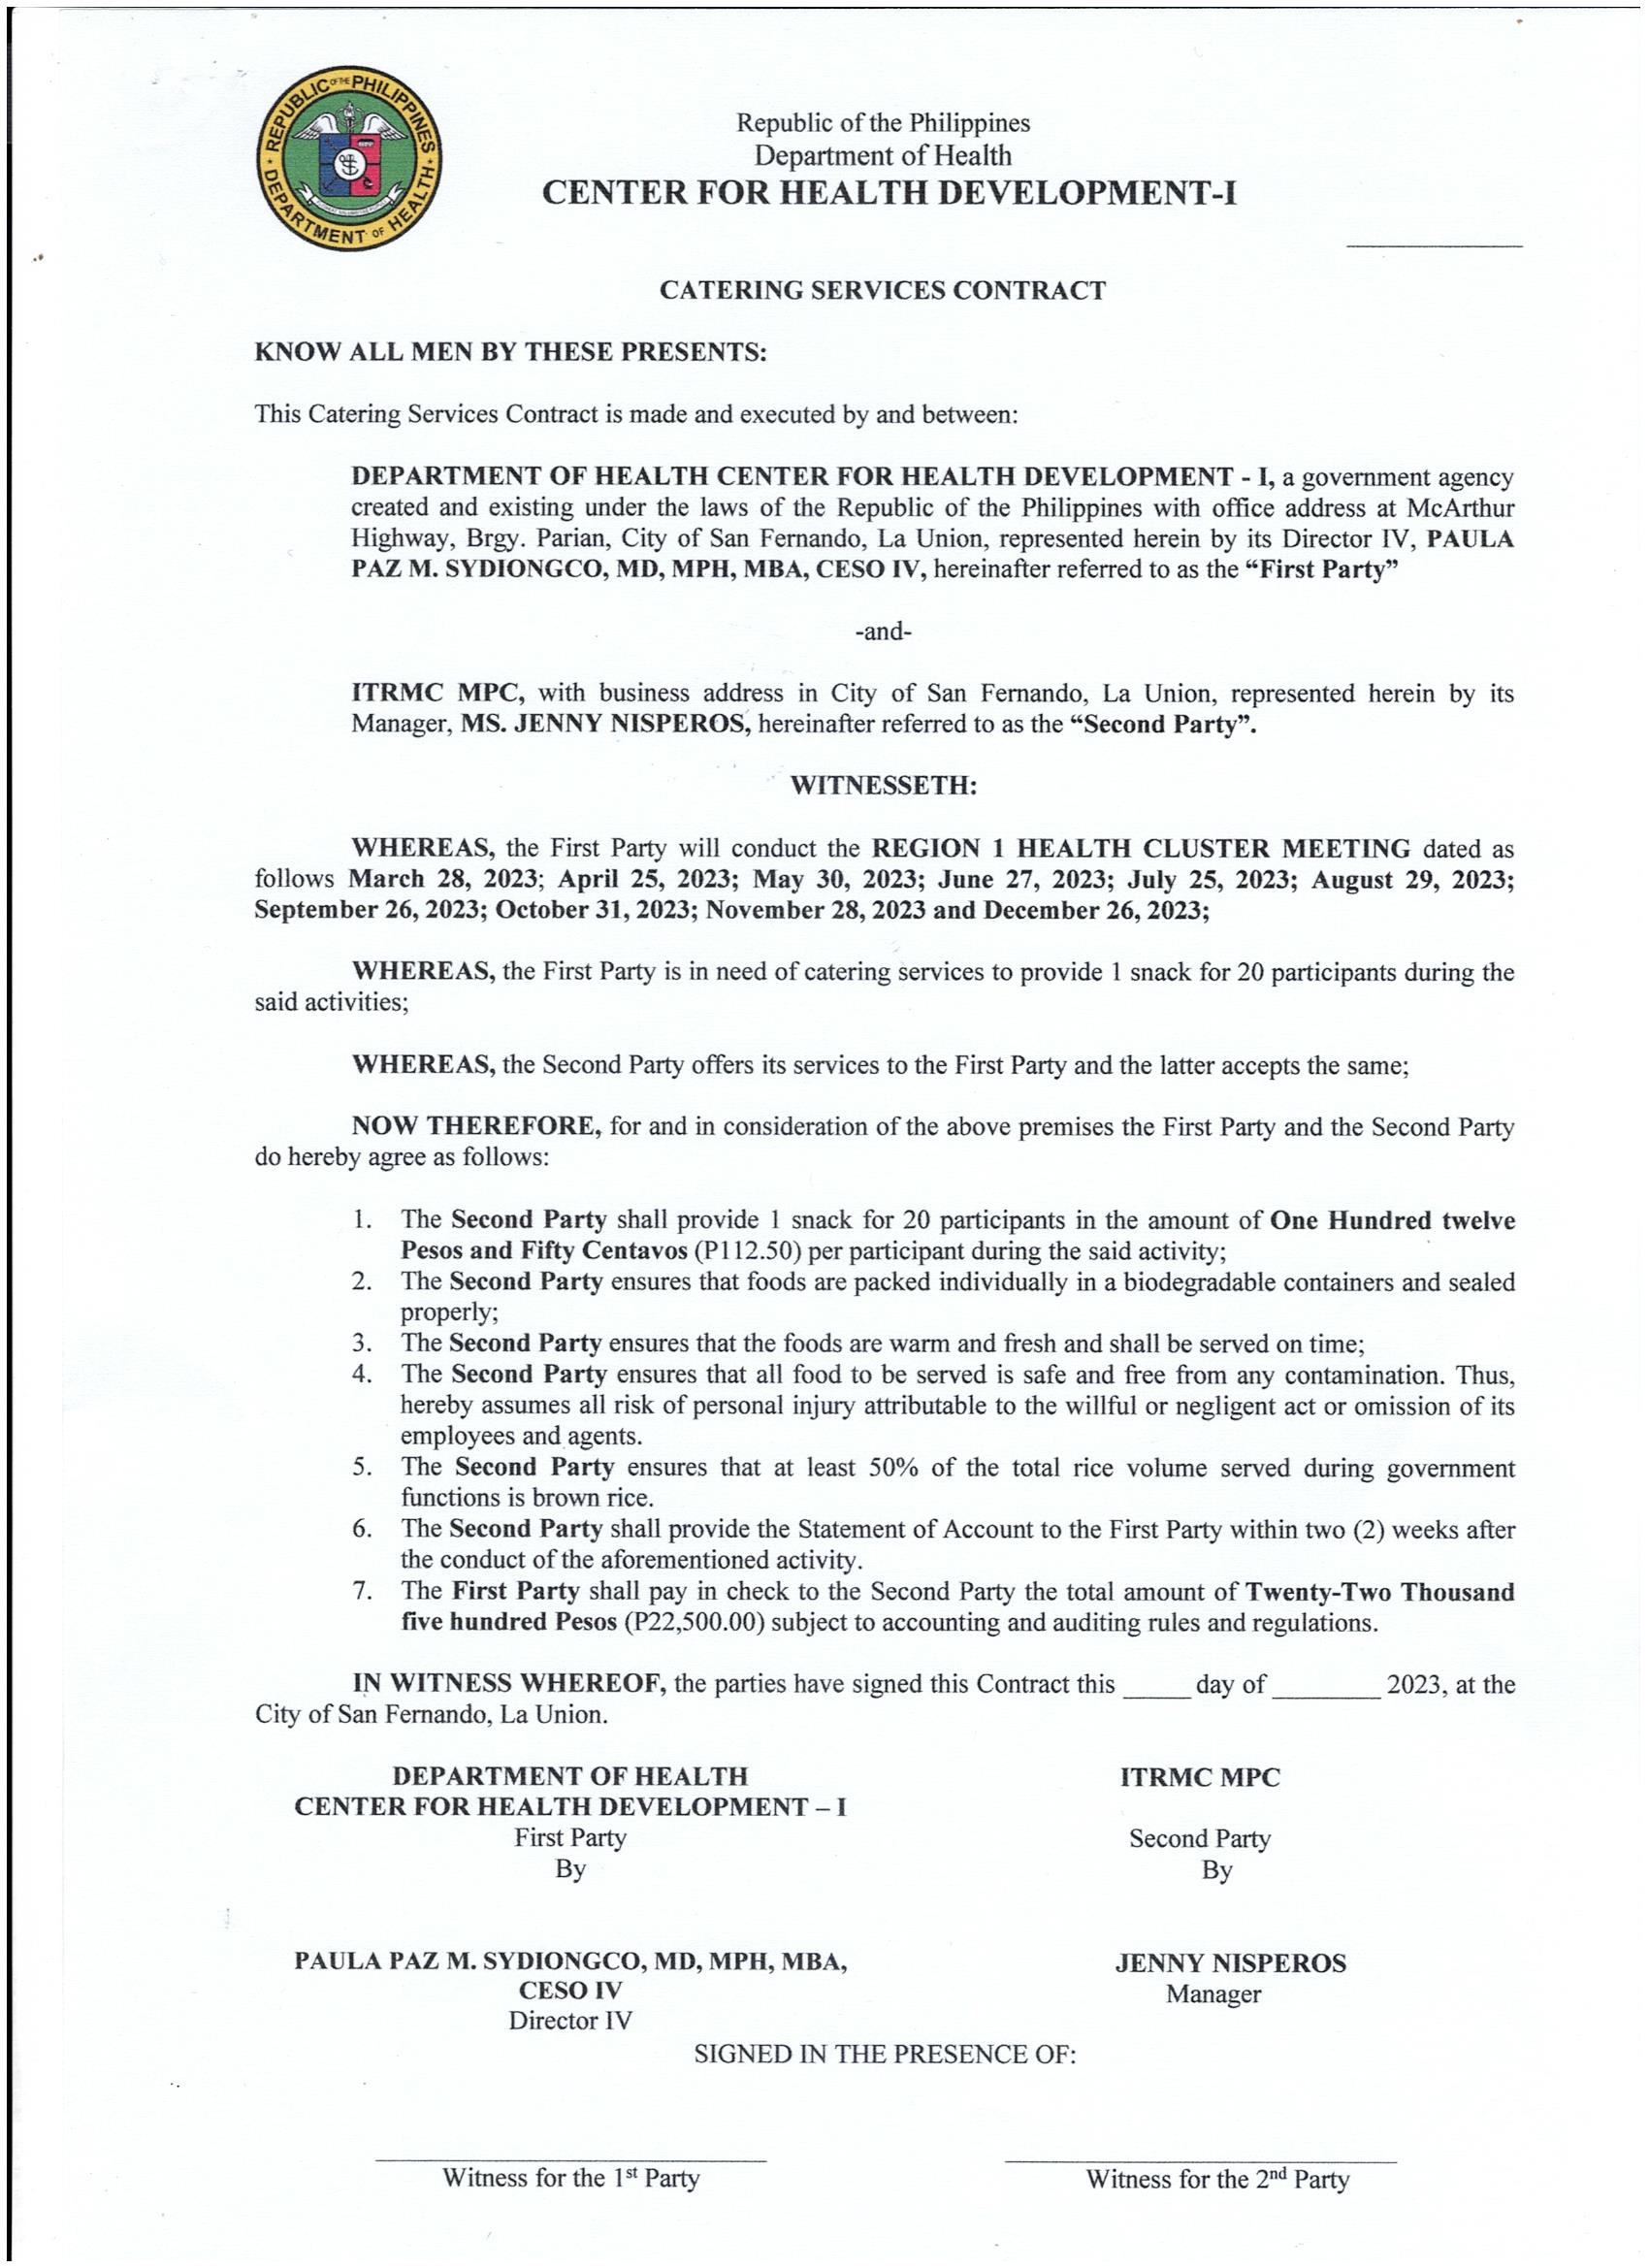 REPUBLIC OF THE PHILIPPINES
DEPARTMENT OF HEALTH
Republic of the Philippines
Department of Health
CENTER FOR HEALTH DEVELOPMENT-I
CATERING SERVICES CONTRACT
KNOW ALL MEN BY THESE PRESENTS:
This Catering Services Contract is made and executed by and between:
DEPARTMENT OF HEALTH CENTER FOR HEALTH DEVELOPMENT - I, a government agency
created and existing under the laws of the Republic of the Philippines with office address at McArthur
Highway, Brgy. Parian, City of San Fernando, La Union, represented herein by its Director IV, PAULA
PAZ M. SYDIONGCO, MD, MPH, MBA, CESO IV, hereinafter referred to as the “First Party”
-and-
ITRMC MPC, with business address in City of San Fernando, La Union, represented herein by its
Manager, MS. JENNY NISPEROS, hereinafter referred to as the “Second Party”.
WITNESSETH:
WHEREAS, the First Party will conduct the REGION 1 HEALTH CLUSTER MEETING dated as
follows March 28, 2023; April 25, 2023; May 30, 2023; June 27, 2023; July 25, 2023; August 29, 2023;
September 26, 2023; October 31, 2023; November 28, 2023 and December 26, 2023;
WHEREAS, the First Party is in need of catering services to provide 1 snack for 20 participants during the
said activities;
WHEREAS, the Second Party offers its services to the First Party and the latter accepts the same;
NOW THEREFORE, for and in consideration of the above premises the First Party and the Second Party
do hereby agree as follows:
1. The Second Party shall provide 1 snack for 20 participants in the amount of One Hundred twelve
Pesos and Fifty Centavos (P112.50) per participant during the said activity;
2. The Second Party ensures that foods are packed individually in a biodegradable containers and sealed
properly;
3. The Second Party ensures that the foods are warm and fresh and shall be served on time;
4. The Second Party ensures that all food to be served is safe and free from any contamination. Thus,
hereby assumes all risk of personal injury attributable to the willful or negligent act or omission of its
employees and agents.
5. The Second Party ensures that at least 50% of the total rice volume served during government
functions is brown rice.
6. The Second Party shall provide the Statement of Account to the First Party within two (2) weeks after
the conduct of the aforementioned activity.
7. The First Party shall pay in check to the Second Party the total amount of Twenty-Two Thousand
five hundred Pesos (P22,500.00) subject to accounting and auditing rules and regulations.
IN WITNESS WHEREOF, the parties have signed this Contract this _____ day of ________ 2023, at the
City of San Fernando, La Union.
DEPARTMENT OF HEALTH
CENTER FOR HEALTH DEVELOPMENT – I
First Party
By
ITRMC MPC
Second Party
By
PAULA PAZ M. SYDIONGCO, MD, MPH, MBA,
CESO IV
Director IV
JENNY NISPEROS
Manager
SIGNED IN THE PRESENCE OF:
Witness for the 1st Party
Witness for the 2nd Party